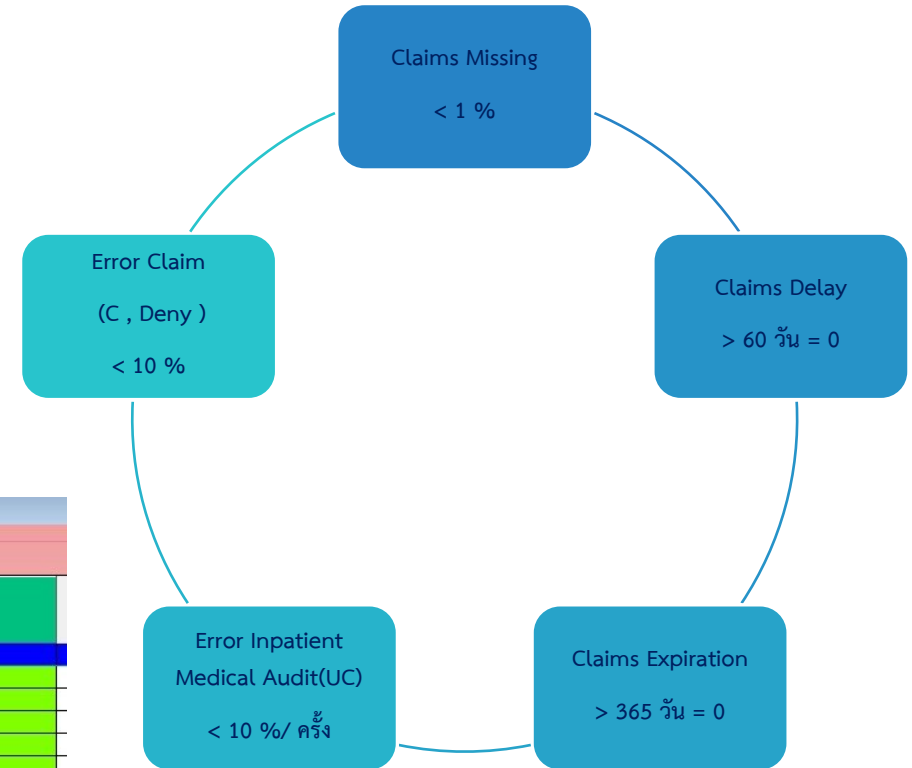 Claims Missing
< 1 %
Claims Delay
> 60 วัน = 0
Claims Expiration
> 365 วัน = 0
Error Inpatient
Medical Audit(UC)
< 10 %/ ครั้ง
Error Claim
(C , Deny )
< 10 %